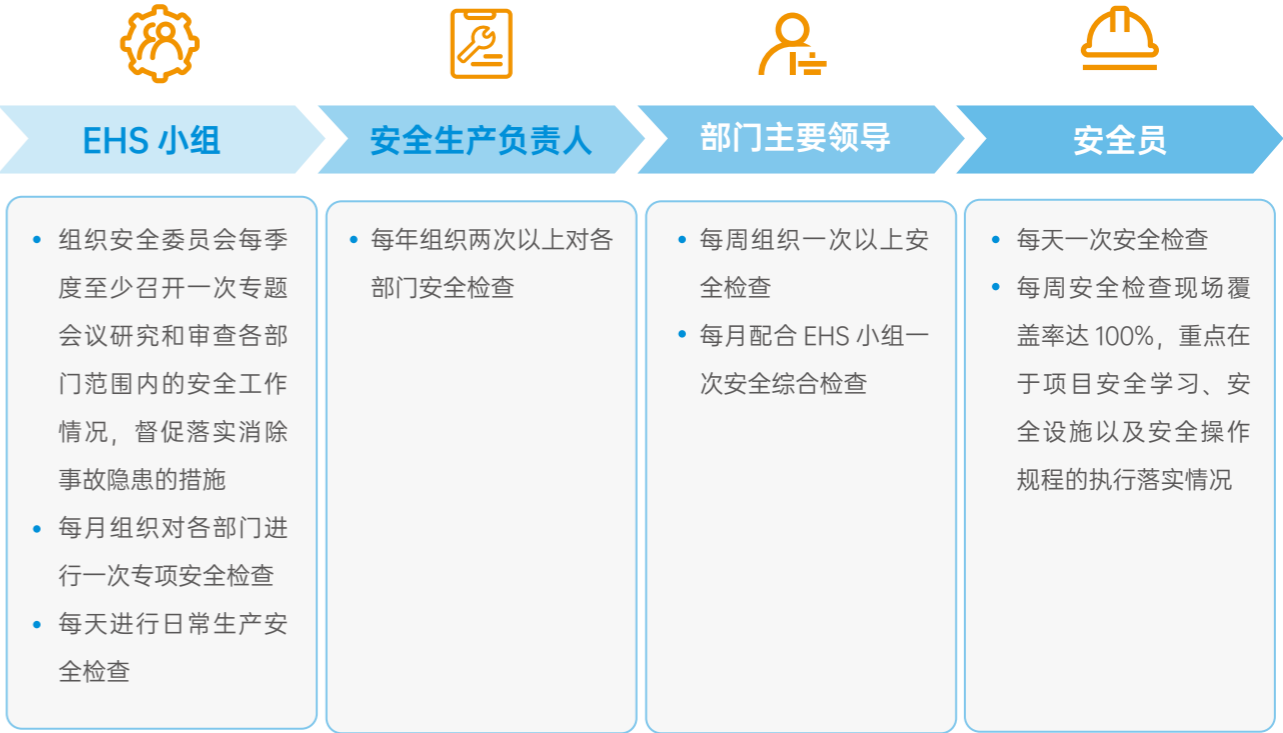 EHS 小组
安全生产负责人
部门主要领导
安全员
组织安全委员会每季
度至少召开一次专题
会议研究和审查各部
门范围内的安全工作
情况，督促落实消除
事故隐患的措施
每月组织对各部门进
行一次专项安全检查
每天进行日常生产安
全检查
每年组织两次以上对各
部门安全检查
每周组织一次以上安
全检查
每月配合 EHS 小组一
次安全综合检查
每天一次安全检查
每周安全检查现场覆
盖率达 100%，重点在
于项目安全学习、安
全设施以及安全操作
规程的执行落实情况